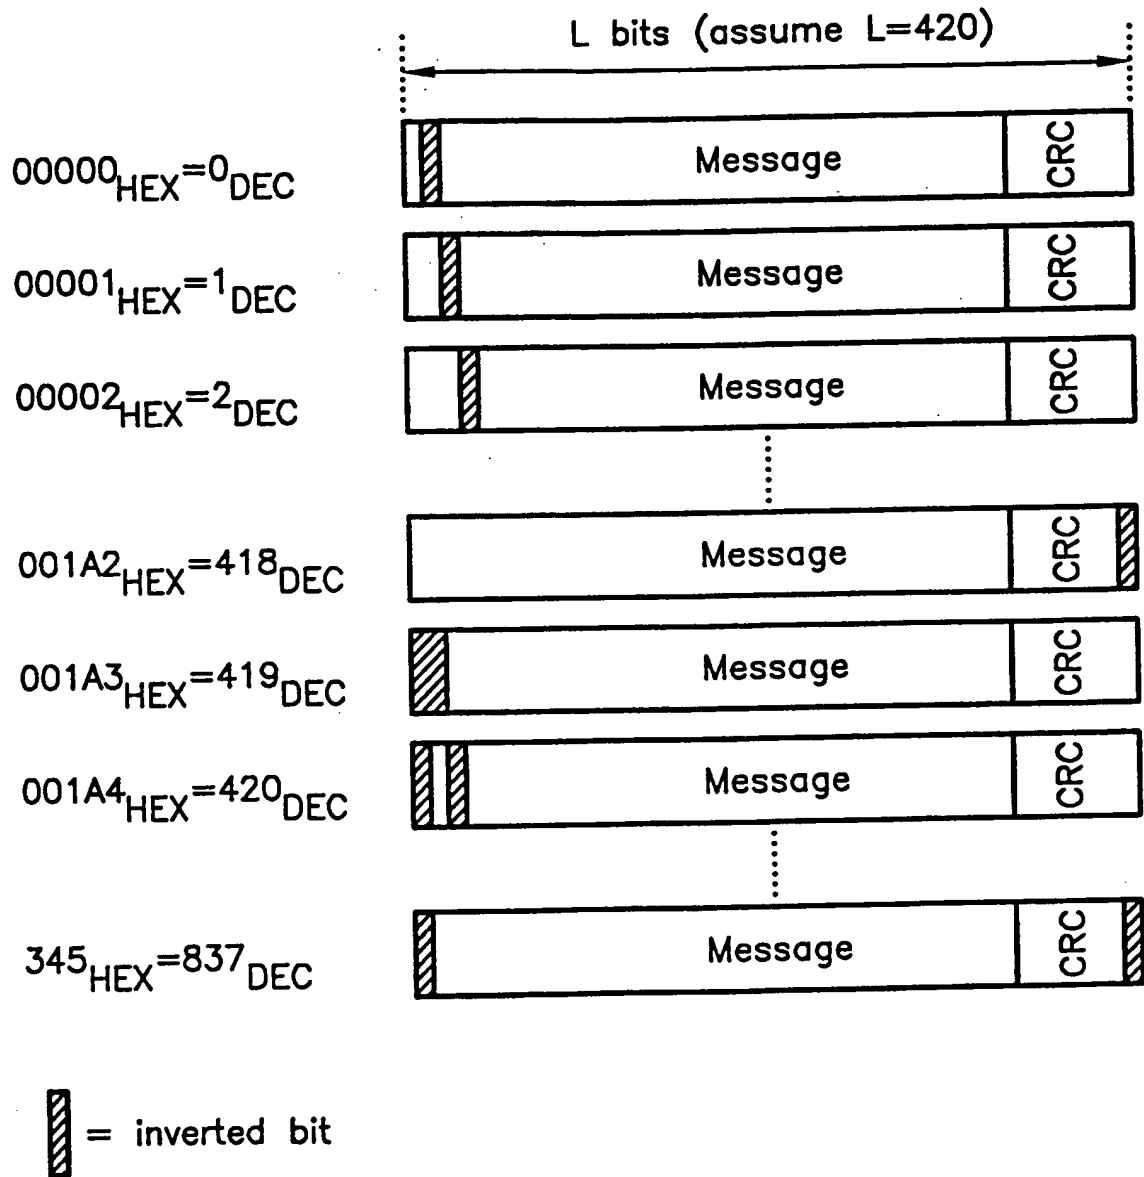 L bits (assume L=420)
00000HEX=0DEC Message CRC
00001HEX=1DEC Message CRC
00002HEX=2DEC Message CRC
001A2HEX=418DEC Message CRC
001A3HEX=419DEC Message CRC
001A4HEX=420DEC Message CRC
345HEX=837DEC Message CRC
= inverted bit